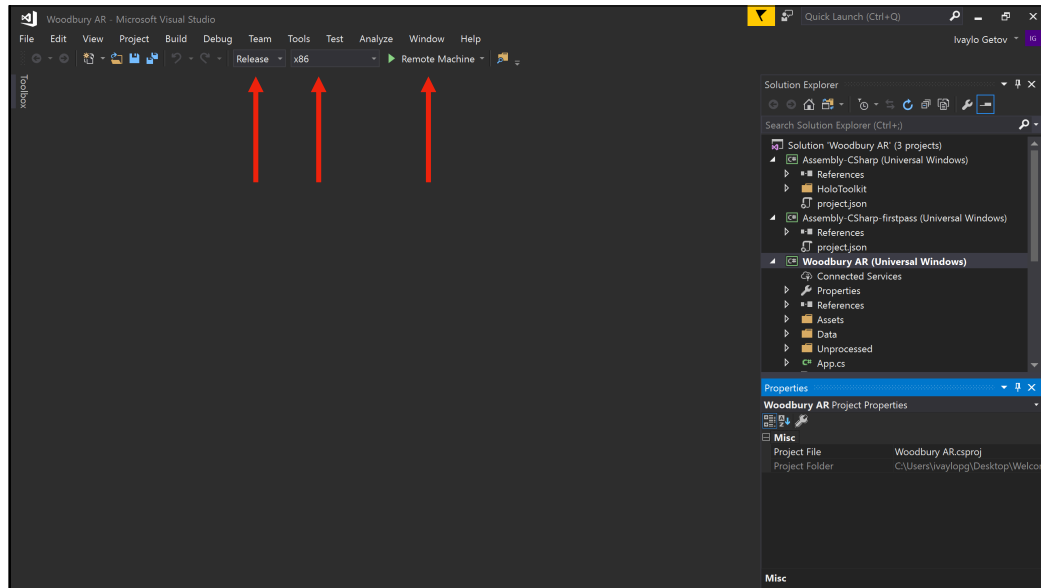 Woodbury AR - Microsoft Visual Studio
Quick Launch (Ctrl+Q)
File Edit View Project Build Debug Team Tools Test Analyze Window Help
Ivaylo Getov IG
Release x86 Remote Machine
Toolbox
Solution Explorer
Search Solution Explorer (Ctrl+;)
Solution 'Woodbury AR' (3 projects)
C# Assembly-CSharp (Universal Windows)
References
HoloToolkit
project.json
C# Assembly-CSharp-firstpass (Universal Windows)
References
project.json
C# Woodbury AR (Universal Windows)
Connected Services
Properties
References
Assets
Data
Unprocessed
C# App.cs
Properties
Woodbury AR Project Properties
Misc
Project File Woodbury AR.csproj
Project Folder C:\Users\ivaylopg\Desktop\Welcor
Misc